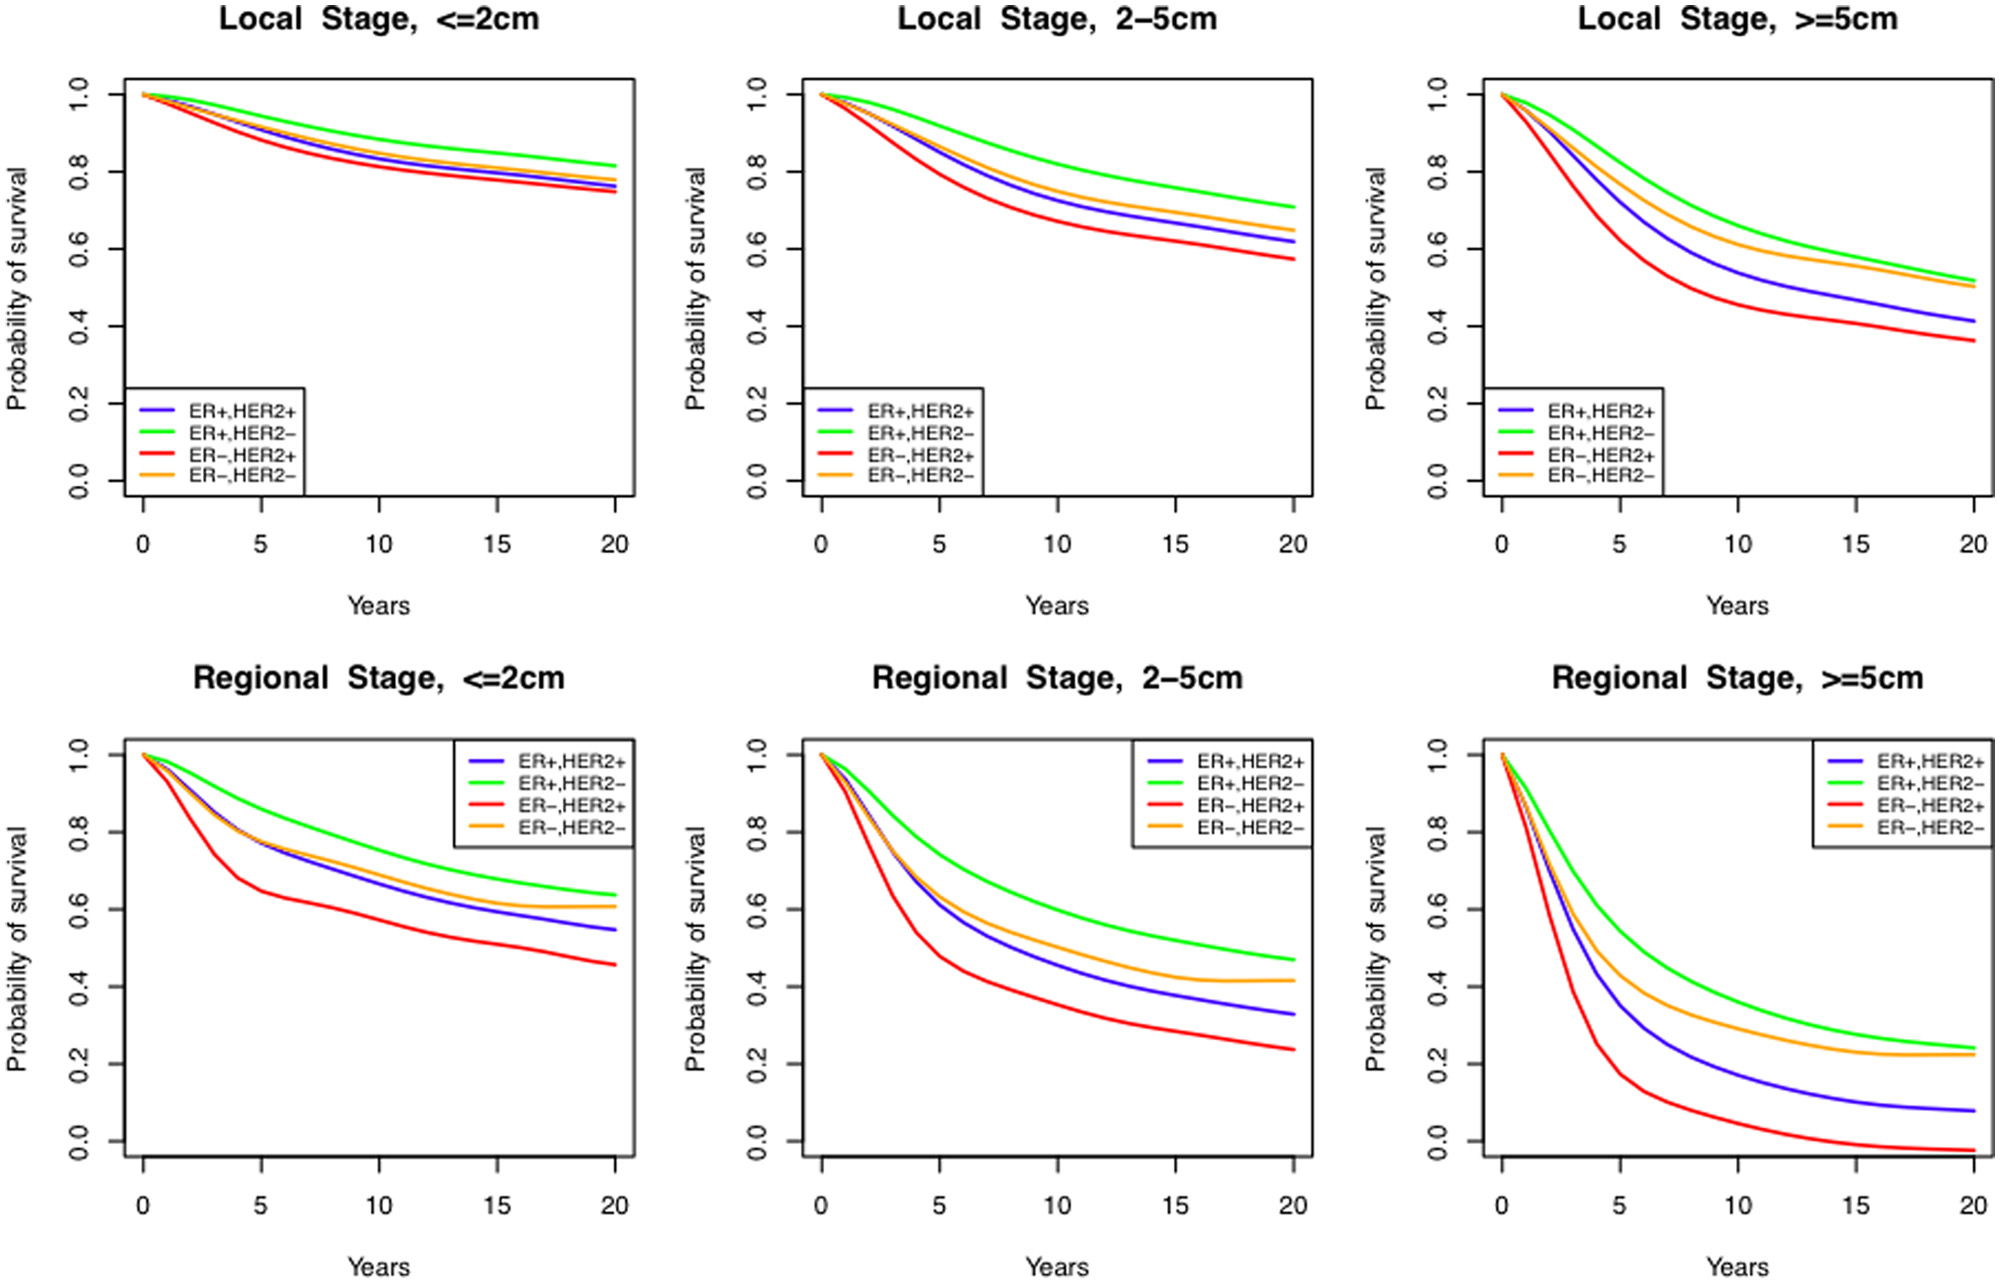 Local Stage, <=2cm
Probability of survival
1.0
0.8
0.6
0.4
0.2
0.0
ER+,HER2+
ER+,HER2−
ER−,HER2+
ER−,HER2−
0 5 10 15 20
Years
Local Stage, 2−5cm
Probability of survival
1.0
0.8
0.6
0.4
0.2
0.0
ER+,HER2+
ER+,HER2−
ER−,HER2+
ER−,HER2−
0 5 10 15 20
Years
Local Stage, >=5cm
Probability of survival
1.0
0.8
0.6
0.4
0.2
0.0
ER+,HER2+
ER+,HER2−
ER−,HER2+
ER−,HER2−
0 5 10 15 20
Years
Regional Stage, <=2cm
Probability of survival
1.0
0.8
0.6
0.4
0.2
0.0
ER+,HER2+
ER+,HER2−
ER−,HER2+
ER−,HER2−
0 5 10 15 20
Years
Regional Stage, 2−5cm
Probability of survival
1.0
0.8
0.6
0.4
0.2
0.0
ER+,HER2+
ER+,HER2−
ER−,HER2+
ER−,HER2−
0 5 10 15 20
Years
Regional Stage, >=5cm
Probability of survival
1.0
0.8
0.6
0.4
0.2
0.0
ER+,HER2+
ER+,HER2−
ER−,HER2+
ER−,HER2−
0 5 10 15 20
Years